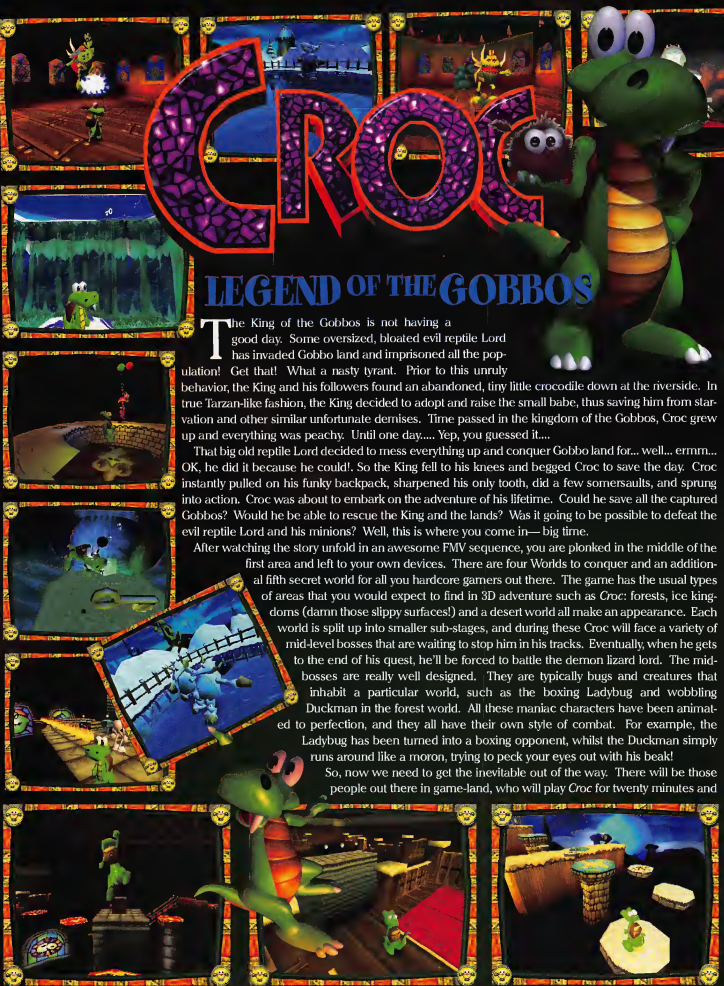 CROC
LEGEND OF THE GOBBOS
The King of the Gobbos is not having a
good day. Some oversized, bloated evil reptile Lord
has invaded Gobbo land and imprisoned all the pop-
ulation! Get that! What a nasty tyrant. Prior to this unruly
behavior, the King and his followers found an abandoned, tiny little crocodile down at the riverside. In
true Tarzan-like fashion, the King decided to adopt and raise the small babe, thus saving him from star-
vation and other similar unfortunate demises. Time passed in the kingdom of the Gobbos, Croc grew
up and everything was peachy. Until one day..... Yep, you guessed it....
That big old reptile Lord decided to mess everything up and conquer Gobbo land for... well... ermm...
OK, he did it because he could!. So the King fell to his knees and begged Croc to save the day. Croc
instantly pulled on his funky backpack, sharpened his only tooth, did a few somersaults, and sprung
into action. Croc was about to embark on the adventure of his lifetime. Could he save all the captured
Gobbos? Would he be able to rescue the King and the lands? Was it going to be possible to defeat the
evil reptile Lord and his minions? Well, this is where you come in— big time.
After watching the story unfold in an awesome FMV sequence, you are plonked in the middle of the
first area and left to your own devices. There are four Worlds to conquer and an addition-
al fifth secret world for all you hardcore gamers out there. The game has the usual types
of areas that you would expect to find in 3D adventure such as Croc: forests, ice king-
doms (damn those slippy surfaces!) and a desert world all make an appearance. Each
world is split up into smaller sub-stages, and during these Croc will face a variety of
mid-level bosses that are waiting to stop him in his tracks. Eventually, when he gets
to the end of his quest, he'll be forced to battle the demon lizard lord. The mid-
bosses are really well designed. They are typically bugs and creatures that
inhabit a particular world, such as the boxing Ladybug and wobbling
Duckman in the forest world. All these maniac characters have been animat-
ed to perfection, and they all have their own style of combat. For example, the
Ladybug has been turned into a boxing opponent, whilst the Duckman simply
runs around like a moron, trying to peck your eyes out with his beak!
So, now we need to get the inevitable out of the way. There will be those
people out there in game-land, who will play Croc for twenty minutes and